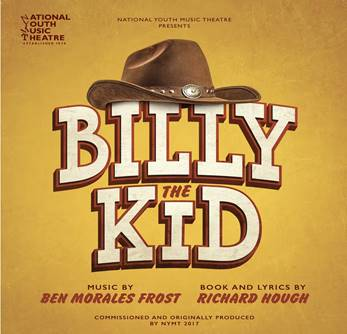 NATIONAL
YOUTH
MUSIC
THEATRE
ESTABLISHED 1976
NATIONAL YOUTH MUSIC THEATRE
PRESENTS
BILLY
THE
KiD
MUSIC BY
BEN MORALES FROST
BOOK AND LYRICS BY
RICHARD HOUGH
COMMISSIONED AND ORIGINALLY PRODUCED
BY NYMT 2017